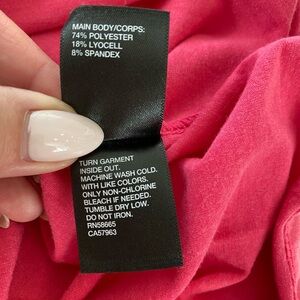 MAIN BODY/CORPS:
74% POLYESTER
18% LYOCELL
8% SPANDEX
TURN GARMENT
INSIDE OUT.
MACHINE WASH COLD.
WITH LIKE COLORS.
ONLY NON-CHLORINE
BLEACH IF NEEDED.
TUMBLE DRY LOW.
DO NOT IRON.
RN58665
CA57963